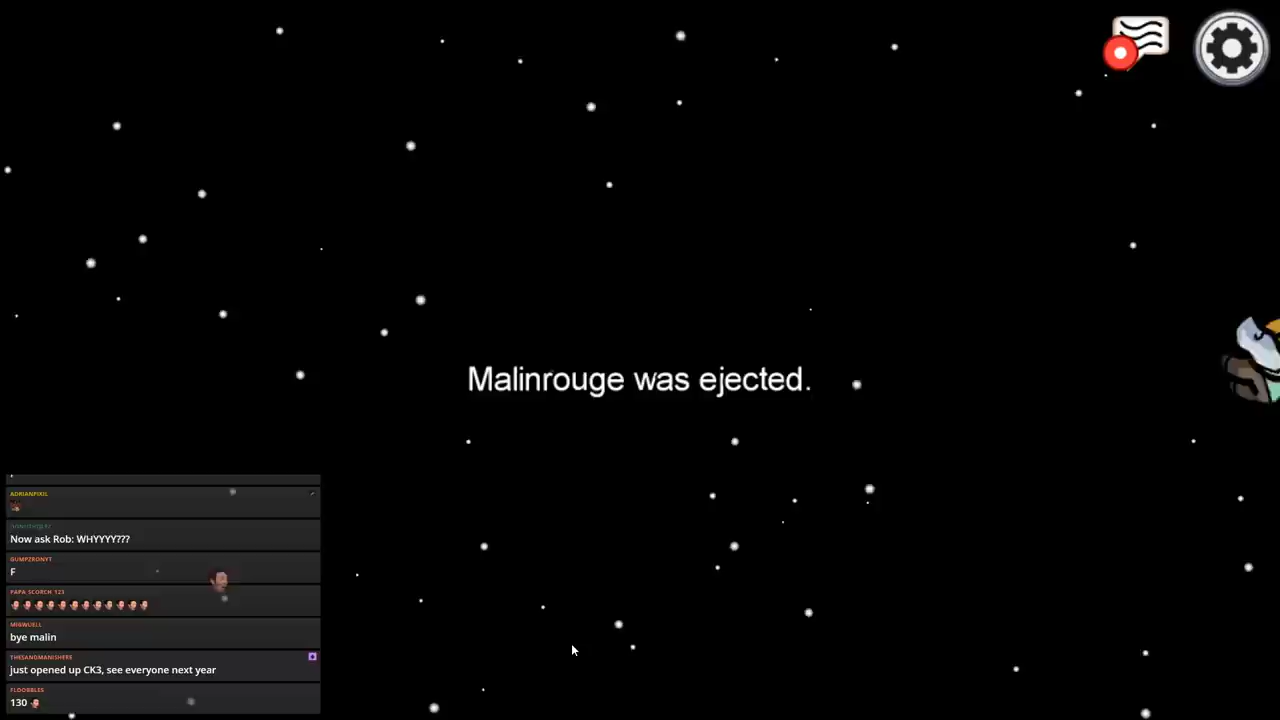 Malinrouge was ejected.
ADRIANPIXIL
Now ask Rob: WHYYYY???
GUMPZRONYT
F
PAPA_SCORCH_123
MIGWUELL
bye malin
THESANDMANISHERE
just opened up CK3, see everyone next year
FLOOBBLES
130